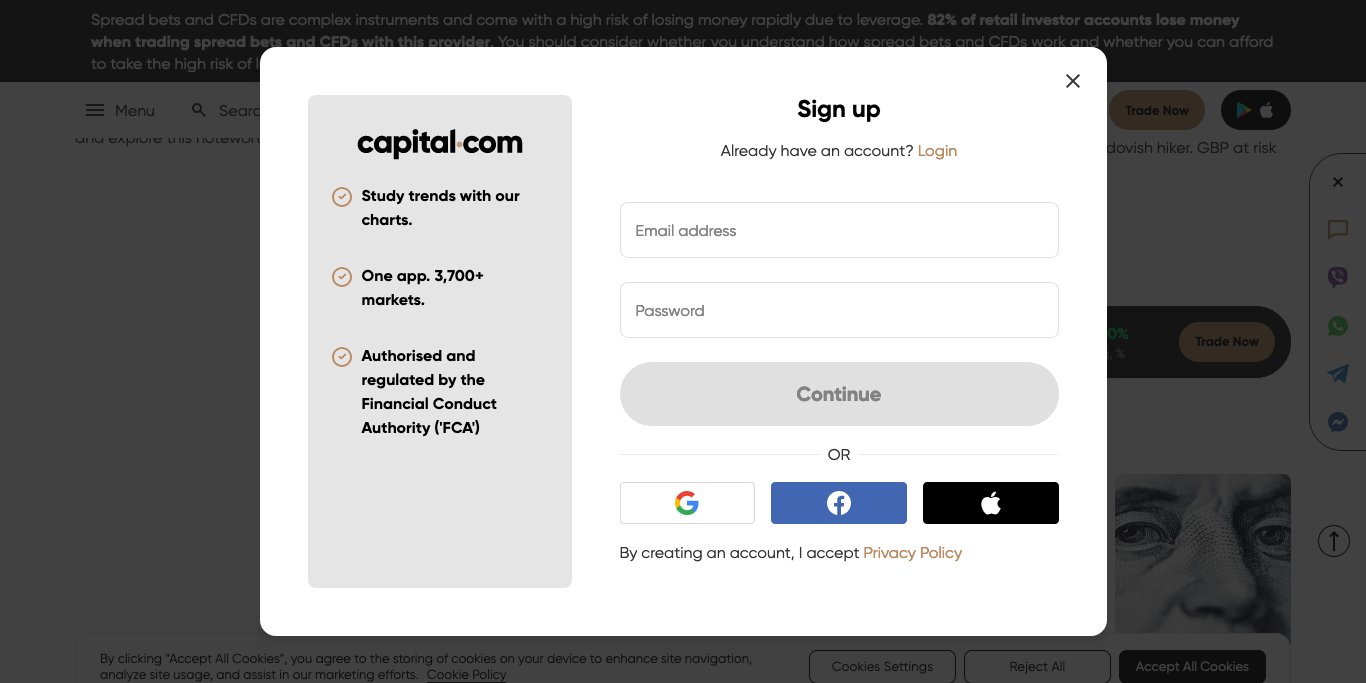 Spread bets and CFDs are complex instruments and come with a high risk of losing money rapidly due to leverage. 82% of retail investor accounts lose money
when trading spread bets and CFDs with this provider. You should consider whether you understand how spread bets and CFDs work and whether you can afford
to take the high risk of
Menu
Trade Now
and explore this
dovish hiker. GBP at risk
Trade Now
capital.com
Study trends with our
charts.
One app. 3,700+
markets.
Authorised and
regulated by the
Financial Conduct
Authority ('FCA')
Sign up
Already have an account? Login
Email address
Password
Continue
OR
By creating an account, I accept Privacy Policy
By clicking “Accept All Cookies”, you agree to the storing of cookies on your device to enhance site navigation,
analyze site usage, and assist in our marketing efforts. Cookie Policy
Cookies Settings
Reject All
Accept All Cookies